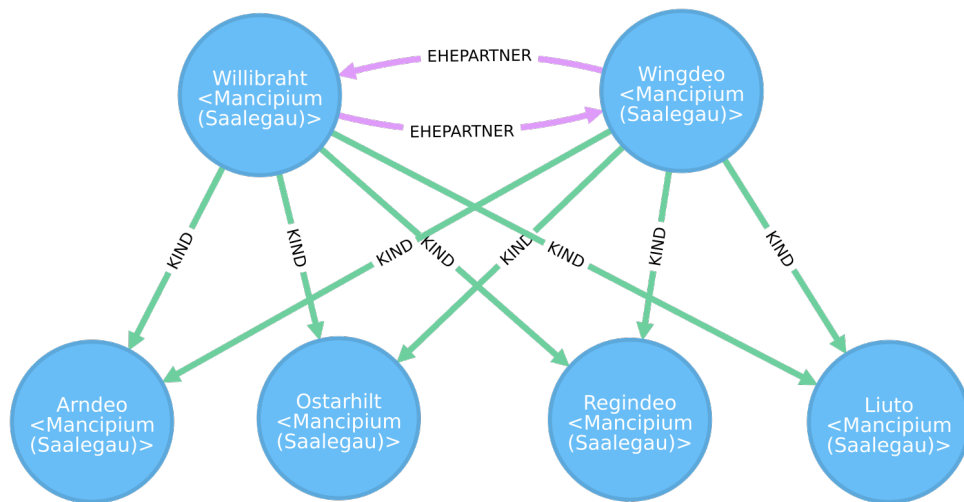 EHEPARTNER
Willibraht
<Mancipium
(Saalegau)>
Wingdeo
<Mancipium
(Saalegau)>
EHEPARTNER
KIND
KIND
KIND
KIND
KIND
KIND
KIND
KIND
Arndeo
<Mancipium
(Saalegau)>
Ostarhilt
<Mancipium
(Saalegau)>
Regindeo
<Mancipium
(Saalegau)>
Liuto
<Mancipium
(Saalegau)>